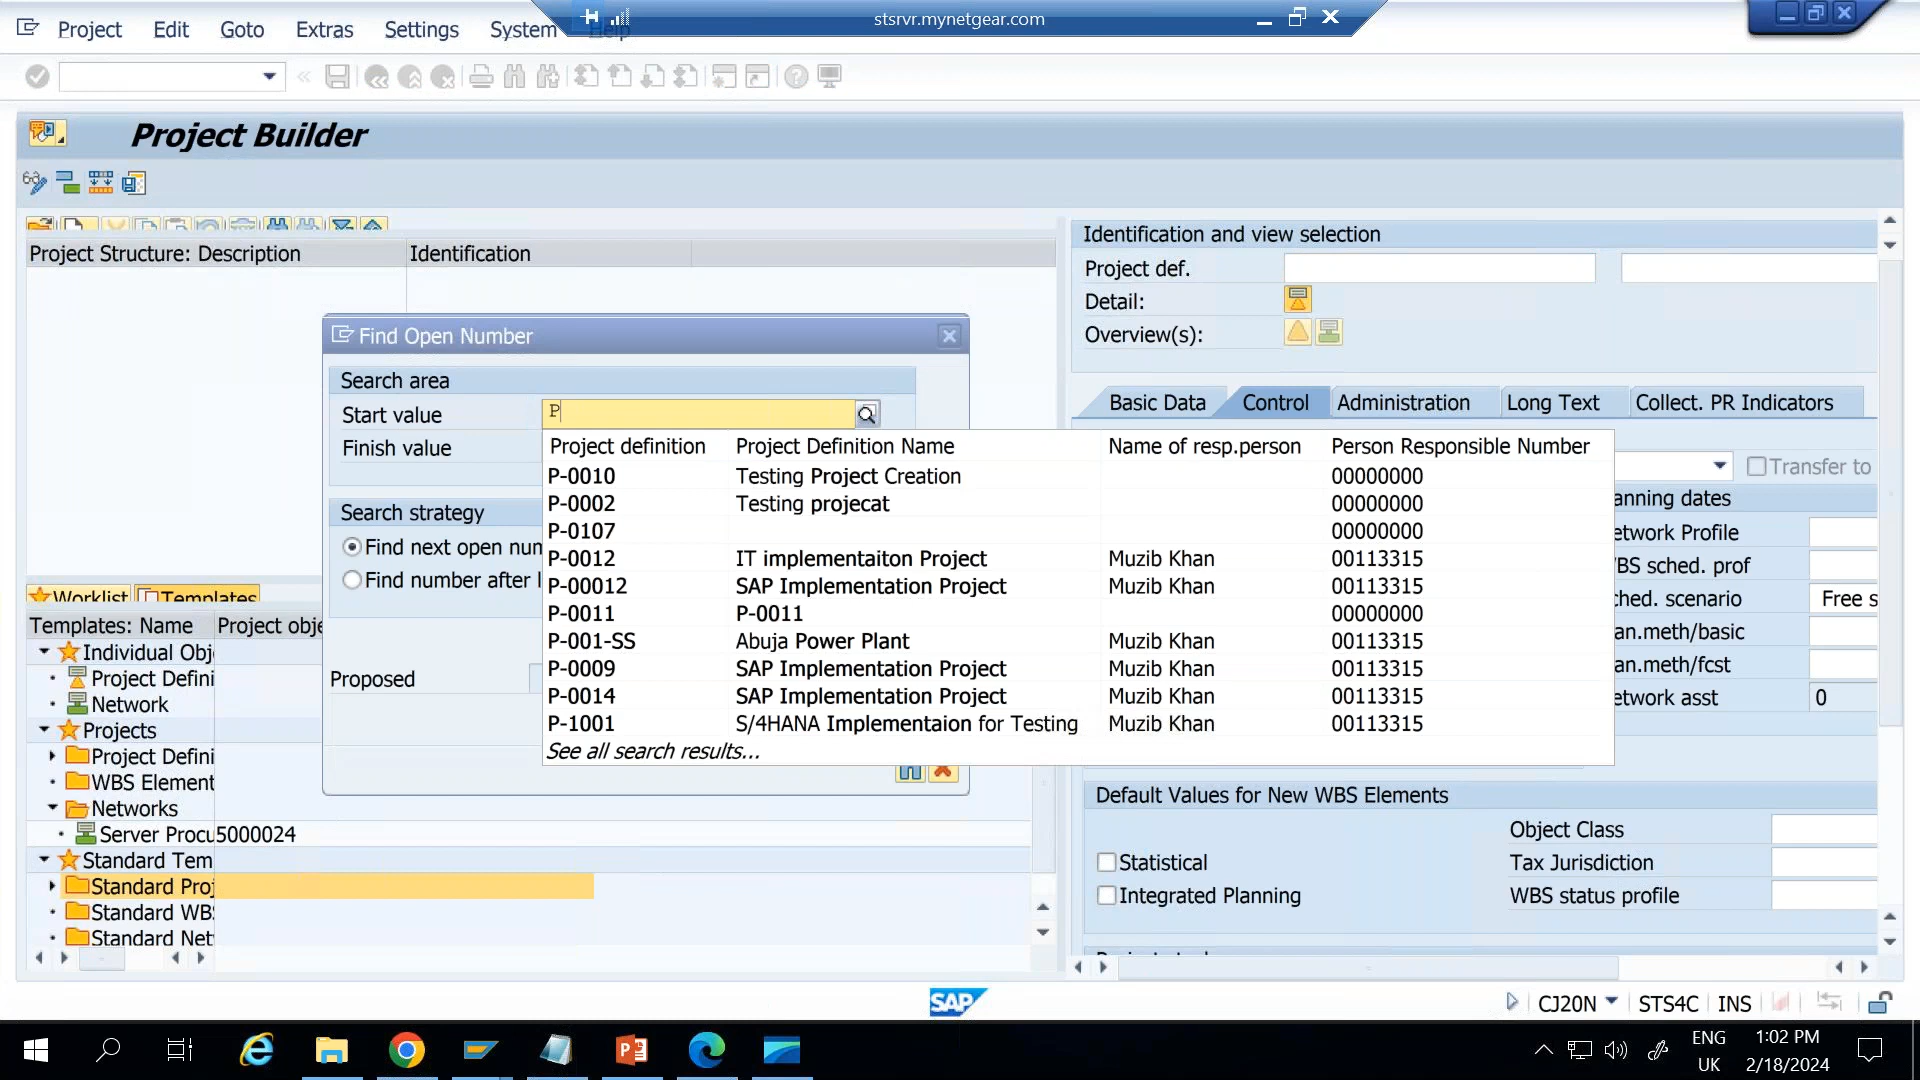 stsrvr.mynetgear.com
Project Edit Goto Extras Settings System Help
Project Builder
Project Structure: Description Identification
Identification and view selection
Project def.
Detail:
Overview(s):
Find Open Number
Search area
Start value P
Finish value
Basic Data Control Administration Long Text Collect. PR Indicators
Project definition Project Definition Name Name of resp.person Person Responsible Number
P-0010 Testing Project Creation 00000000
P-0002 Testing projecat 00000000
P-0107 00000000
P-0012 IT implementaiton Project Muzib Khan 00113315
P-00012 SAP Implementation Project Muzib Khan 00113315
P-0011 P-0011 00000000
P-001-SS Abuja Power Plant Muzib Khan 00113315
P-0009 SAP Implementation Project Muzib Khan 00113315
P-0014 SAP Implementation Project Muzib Khan 00113315
P-1001 S/4HANA Implementaion for Testing Muzib Khan 00113315
See all search results...
Search strategy
Find next open num
Find number after l
Proposed
Transfer to
anning dates
etwork Profile
BS sched. prof
ched. scenario Free s
an.meth/basic
an.meth/fcst
etwork asst 0
Worklist Templates
Templates: Name Project obje
Individual Obj
Project Defini
Network
Projects
Project Defini
WBS Element
Networks
Server Procu 5000024
Standard Tem
Standard Proj
Standard WBS
Standard Net
Default Values for New WBS Elements
Object Class
Statistical Tax Jurisdiction
Integrated Planning WBS status profile
SAP
CJ20N STS4C INS
ENG 1:02 PM
UK 2/18/2024